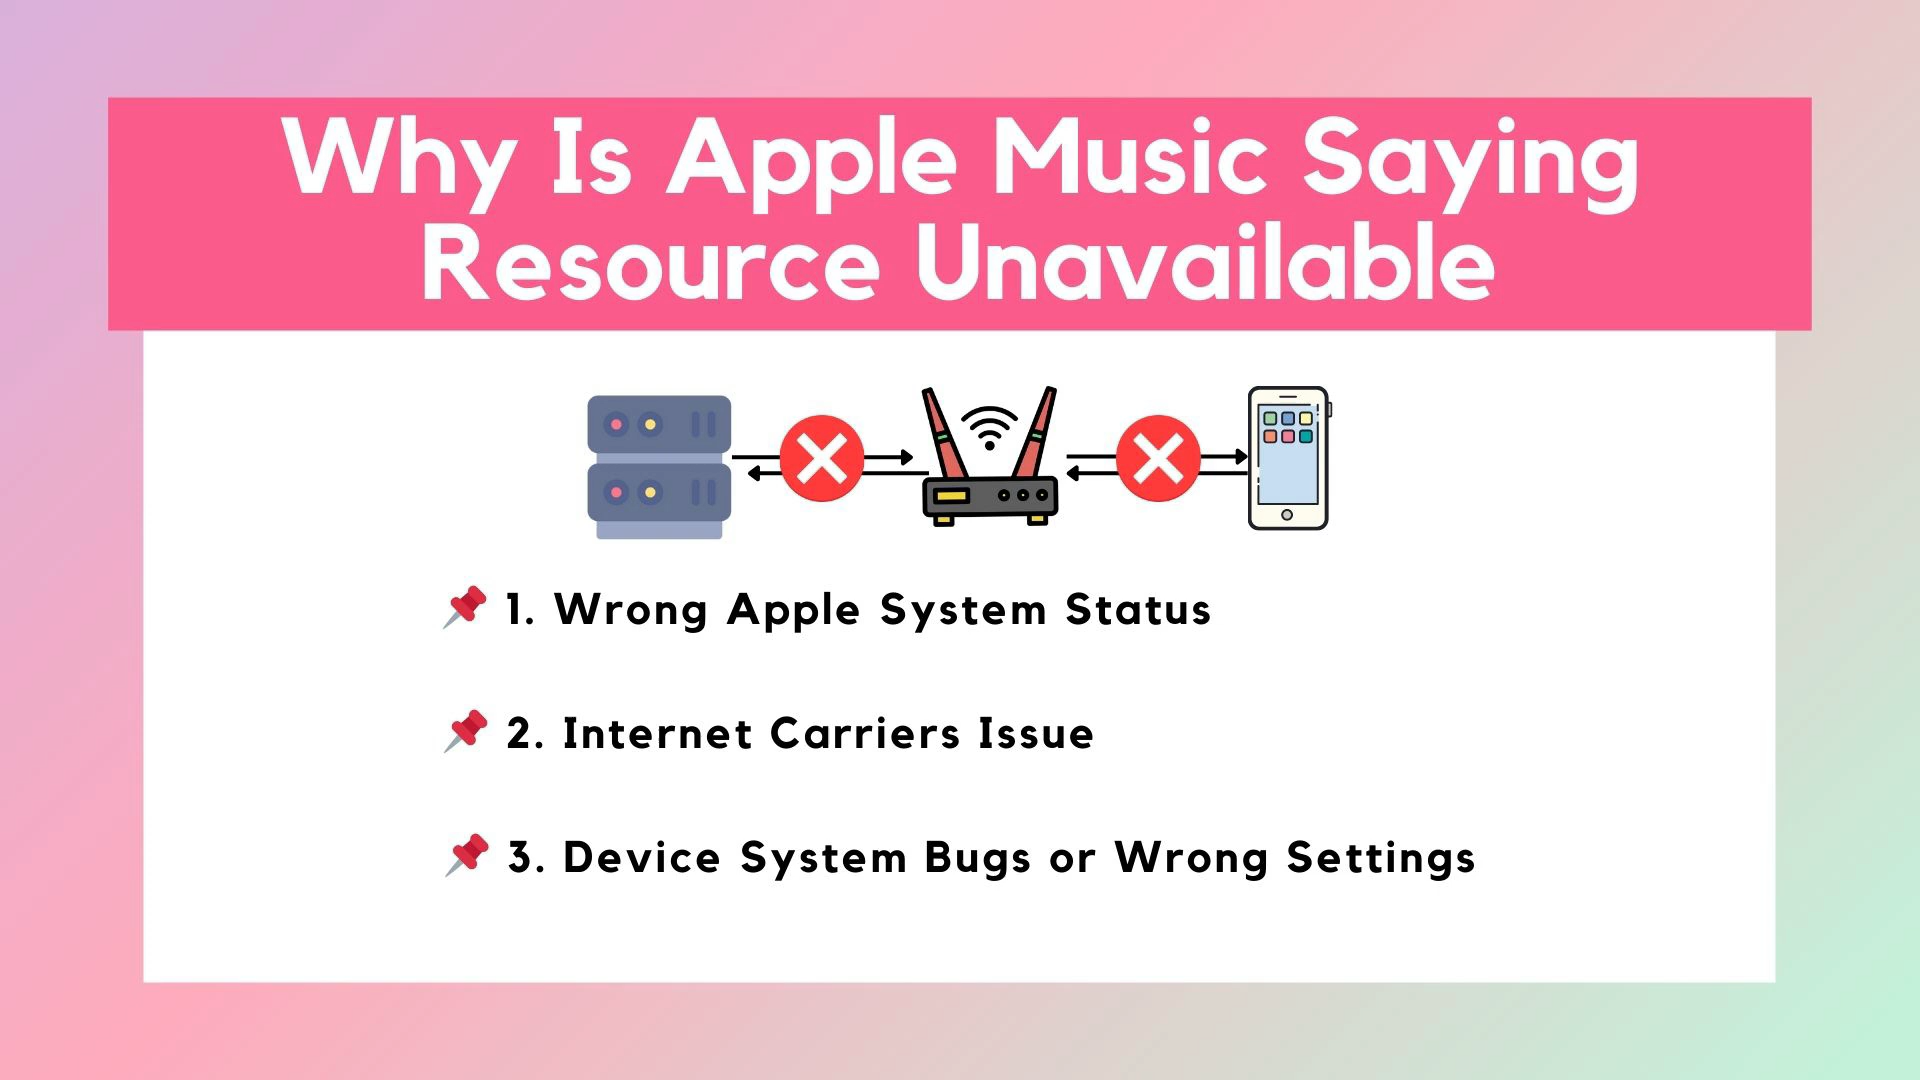 Why Is Apple Music Saying
Resource Unavailable
1. Wrong Apple System Status
2. Internet Carriers Issue
3. Device System Bugs or Wrong Settings